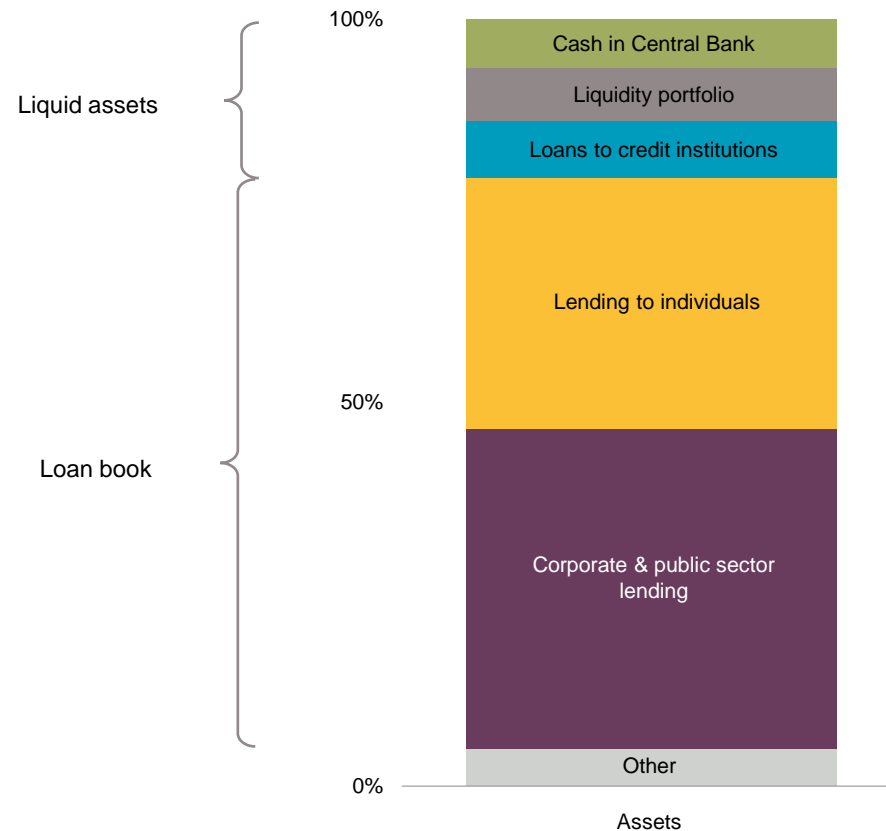 100%
Cash in Central Bank
Liquidity portfolio
Liquid assets
Loans to credit institutions
Lending to individuals
50%
Loan book
Corporate & public sector
lending
Other
0%
Assets